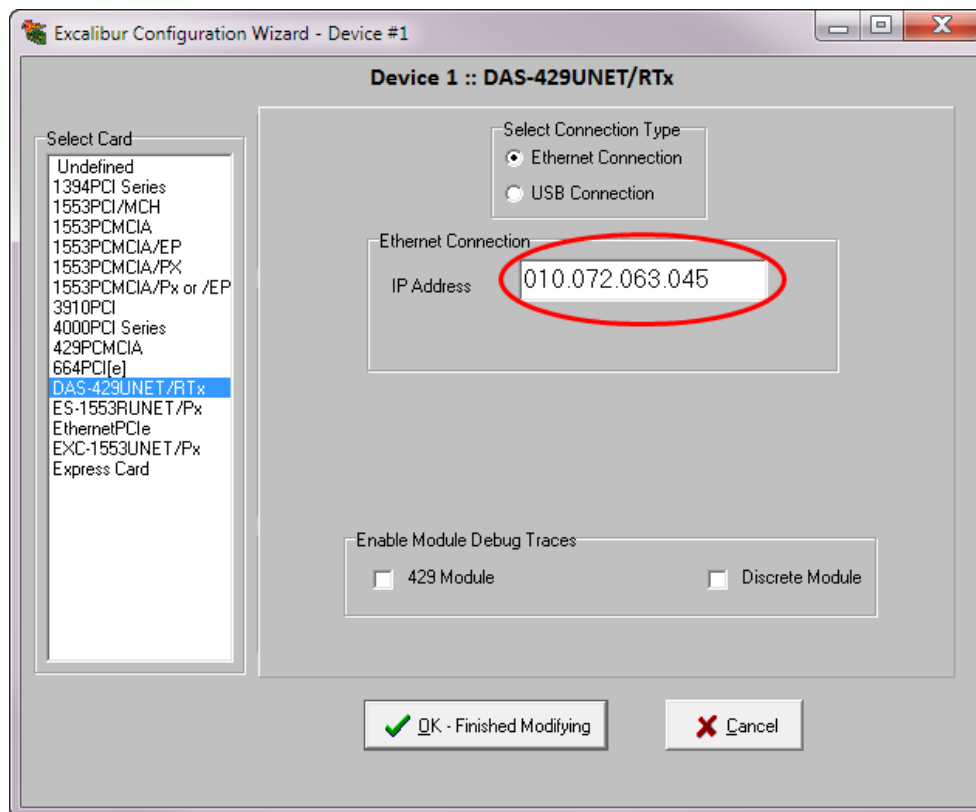 Excalibur Configuration Wizard - Device #1
Device 1 :: DAS-429UNET/RTx
Select Card
Undefined
1394PCI Series
1553PCI/MCH
1553PCMCIA
1553PCMCIA/EP
1553PCMCIA/PX
1553PCMCIA/Px or /EP
3910PCI
4000PCI Series
429PCMCIA
664PCI[e]
DAS-429UNET/RTx
ES-1553RUNET/Px
EthernetPCIe
EXC-1553UNET/Px
Express Card
Select Connection Type
Ethernet Connection
USB Connection
Ethernet Connection
IP Address 010.072.063.045
Enable Module Debug Traces
429 Module Discrete Module
OK - Finished Modifying Cancel